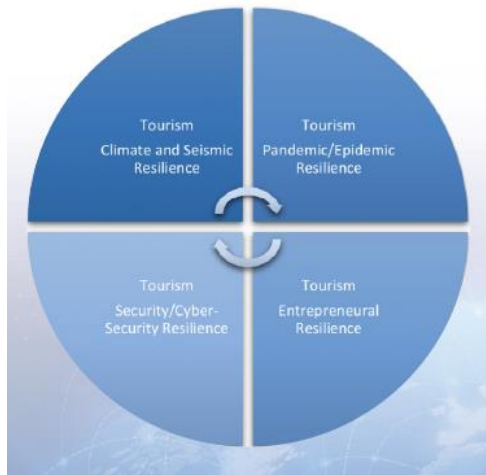 Tourism
Climate and Seismic
Resilience
Tourism
Pandemic/Epidemic
Resilience
Tourism
Security/Cyber-
Security Resilience
Tourism
Entrepreneural
Resilience